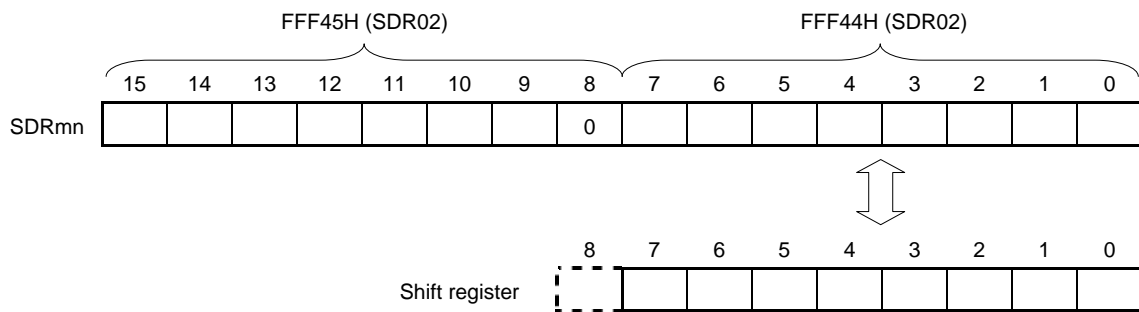 FFF45H (SDR02) FFF44H (SDR02)
15 14 13 12 11 10 9 8 7 6 5 4 3 2 1 0
SDRmn 0
8 7 6 5 4 3 2 1 0
Shift register